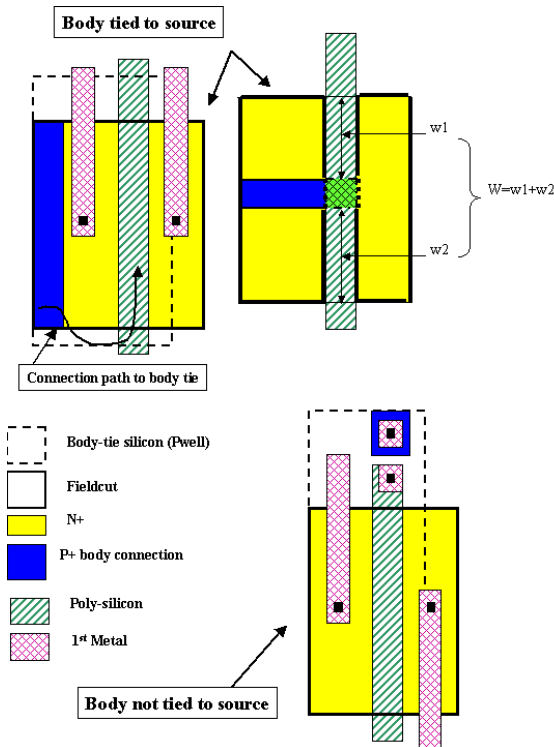 Body tied to source
w1
W=w1+w2
w2
Connection path to body tie
Body-tie silicon (Pwell)
Fieldcut
N+
P+ body connection
Poly-silicon
1st Metal
Body not tied to source